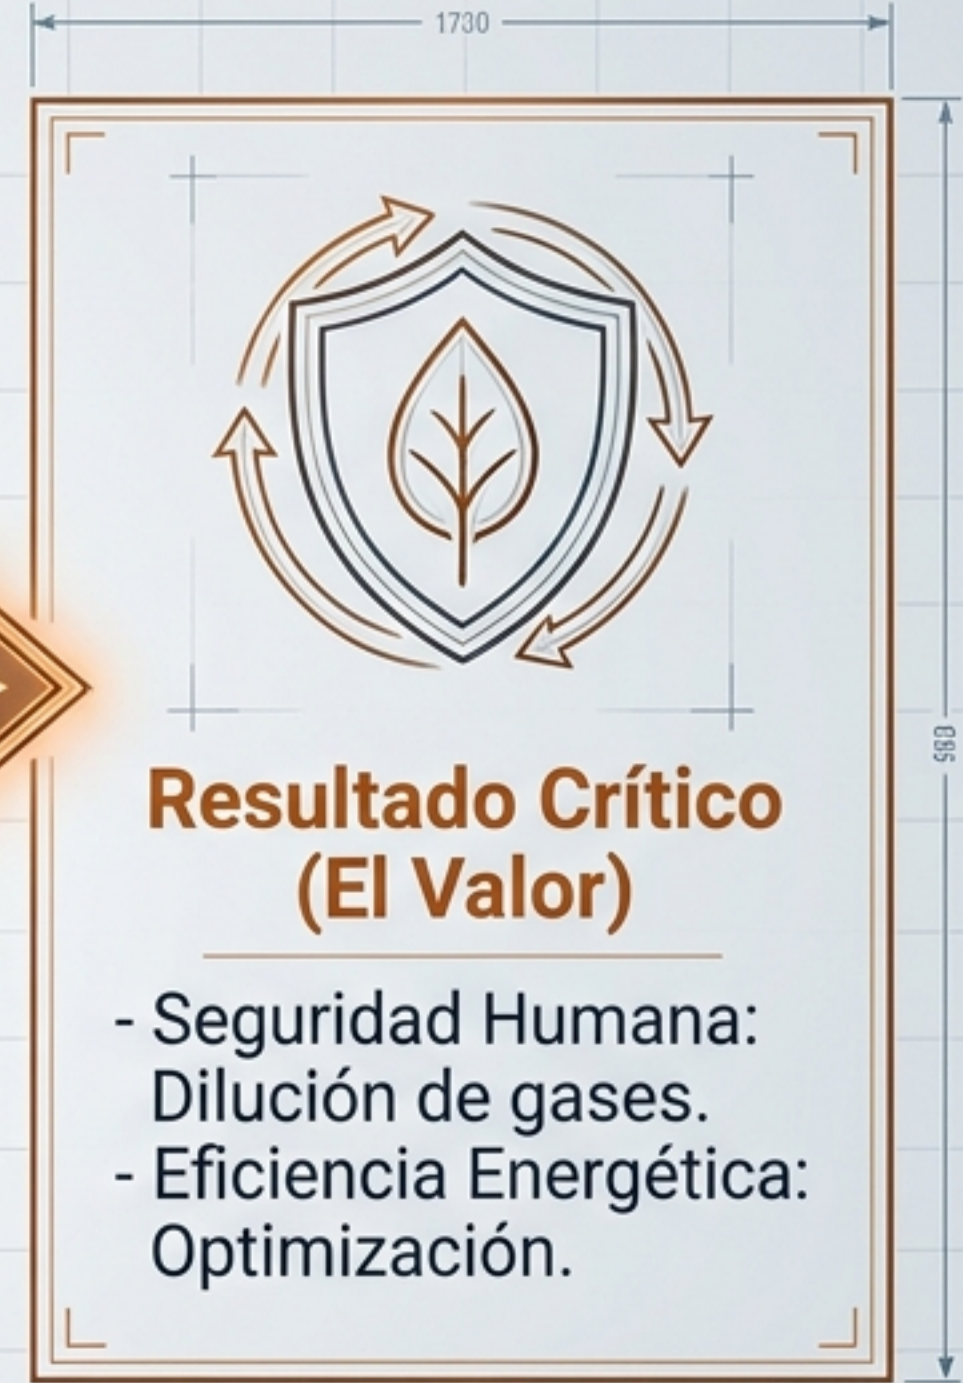 1730
Resultado Crítico
(El Valor)
- Seguridad Humana:
Dilución de gases.
- Eficiencia Energética:
Optimización.